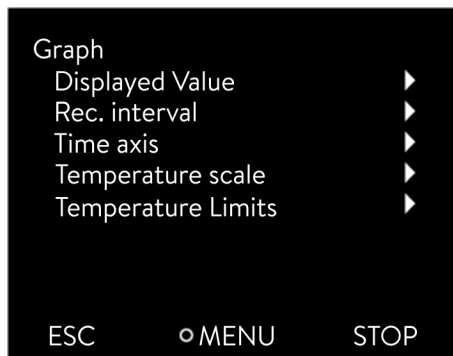 Graph
Displayed Value
Rec. interval
Time axis
Temperature scale
Temperature Limits
ESC MENU STOP